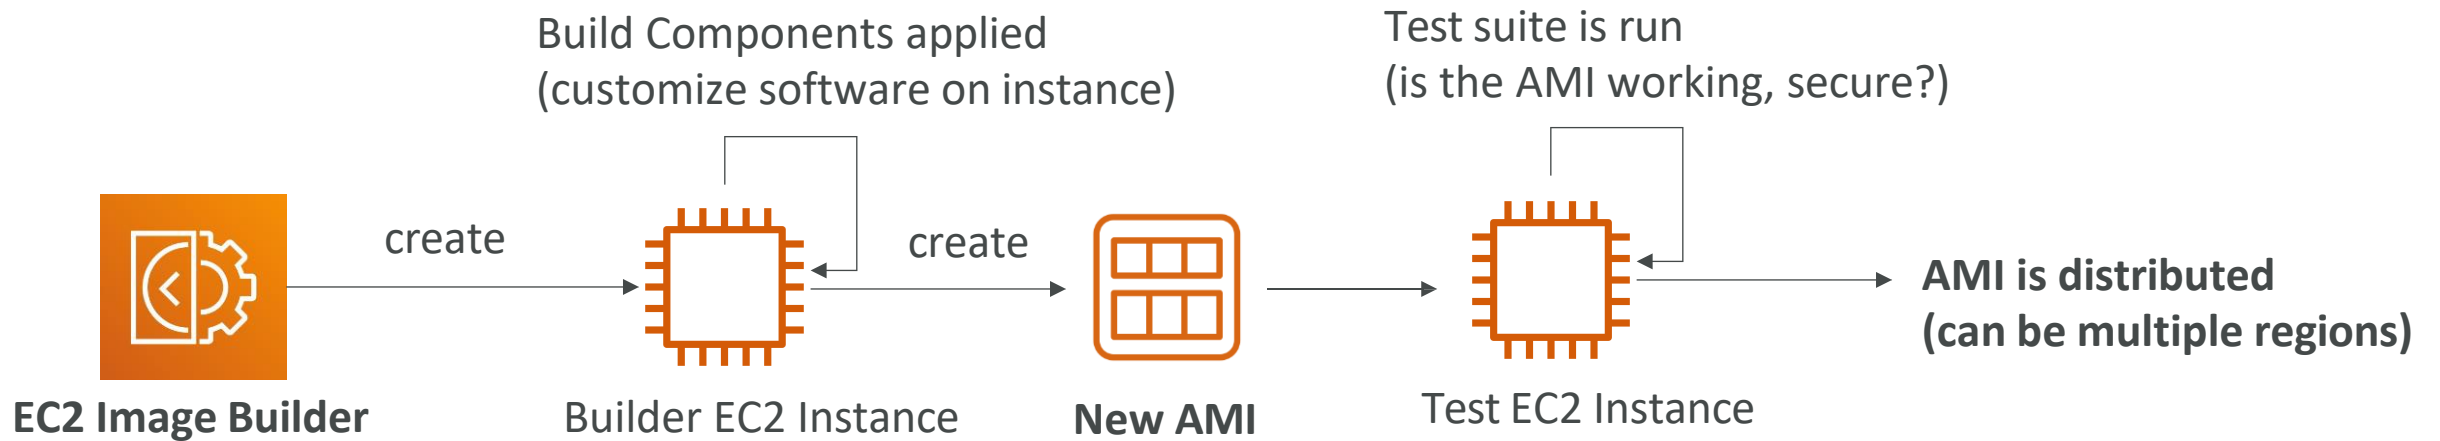 Build Components applied
(customize software on instance)
Test suite is run
(is the AMI working, secure?)
create
create
AMI is distributed
(can be multiple regions)
EC2 Image Builder
Builder EC2 Instance
New AMI
Test EC2 Instance